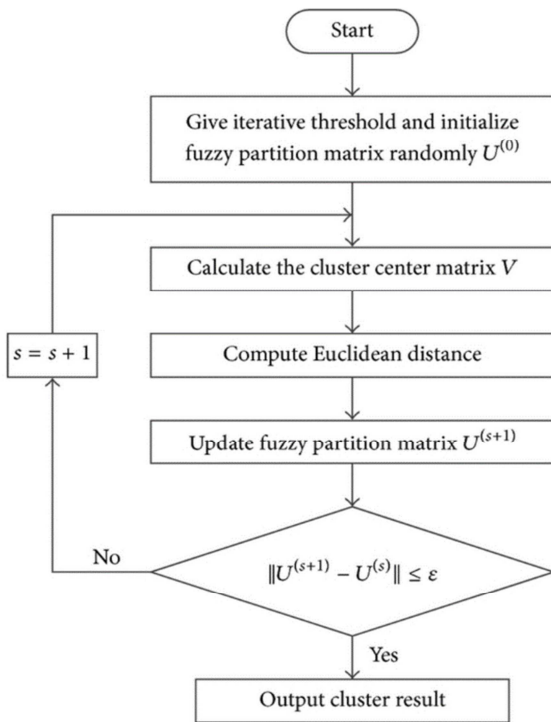 Start
Give iterative threshold and initialize
fuzzy partition matrix randomly U^(0)
Calculate the cluster center matrix V
s = s + 1
Compute Euclidean distance
Update fuzzy partition matrix U^(s+1)
No
‖U^(s+1) − U^(s)‖ ≤ ε
Yes
Output cluster result